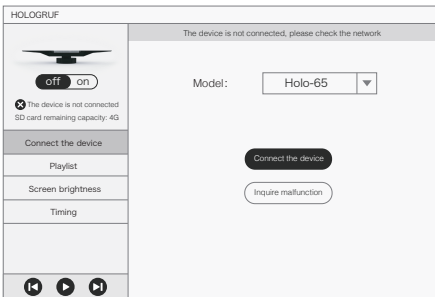 HOLOGRUF
The device is not connected, please check the network
off on
The device is not connected
SD card remaining capacity: 4G
Connect the device
Playlist
Screen brightness
Timing
Model:
Holo-65
Connect the device
Inquire malfunction